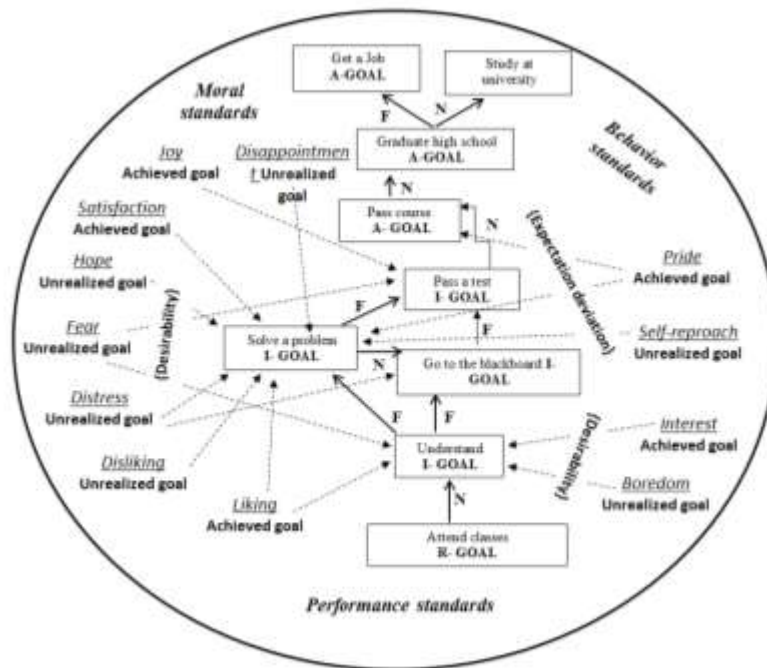 Get a Job
A-GOAL
Study at
university
Moral
standards
F
N
Behavior
standards
Graduate high school
A-GOAL
Joy
Achieved goal
Disappointmen
t Unrealized
goal
N
Satisfaction
Achieved goal
Pass course
A- GOAL
N
{Expectation deviation}
Hope
Unrealized goal
Pride
Achieved goal
Pass a test
I- GOAL
{Desirability}
F
Fear
Unrealized goal
Solve a problem
I- GOAL
F
Self-reproach
Unrealized goal
N
Go to the blackboard I-
GOAL
Distress
Unrealized goal
F
F
Interest
Achieved goal
{Desirability}
Disliking
Unrealized goal
Understand
I- GOAL
Boredom
Unrealized goal
Liking
Achieved goal
N
Attend classes
R- GOAL
Performance standards